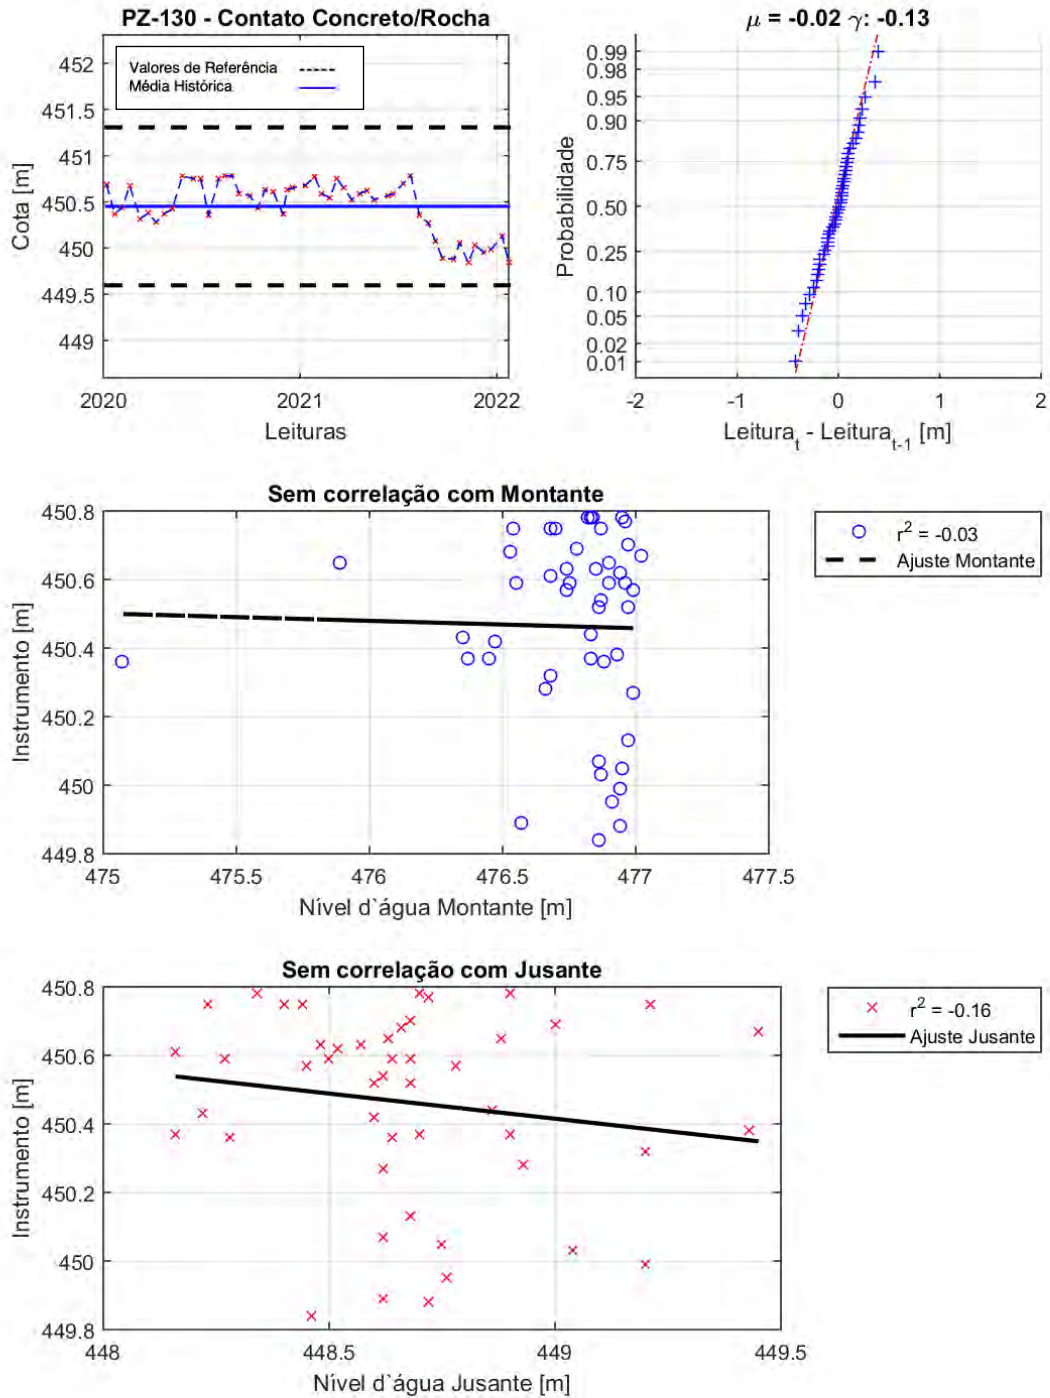 PZ-130 - Contato Concreto/Rocha
Valores de Referência
Média Histórica
452
451.5
451
450.5
450
449.5
449
Cota [m]
2020
2021
2022
Leituras
μ = -0.02 γ: -0.13
0.99
0.98
0.95
0.90
0.75
0.50
0.25
0.10
0.05
0.02
0.01
Probabilidade
-2
-1
0
1
2
Leitura_t - Leitura_t-1 [m]
Sem correlação com Montante
450.8
450.6
450.4
450.2
450
449.8
Instrumento [m]
475
475.5
476
476.5
477
477.5
Nível d`água Montante [m]
r² = -0.03
Ajuste Montante
Sem correlação com Jusante
450.8
450.6
450.4
450.2
450
449.8
Instrumento [m]
448
448.5
449
449.5
Nível d`água Jusante [m]
r² = -0.16
Ajuste Jusante